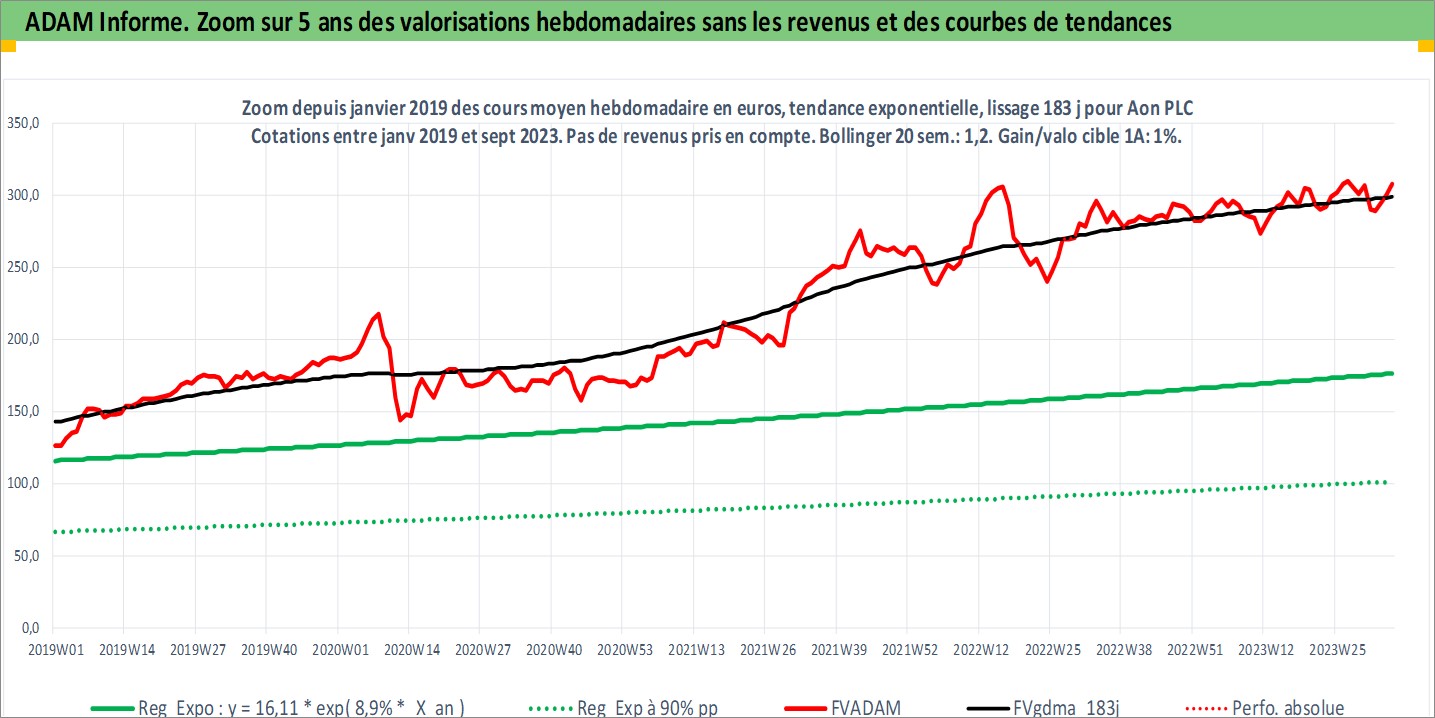 ADAM Informe. Zoom sur 5 ans des valorisations hebdomadaires sans les revenus et des courbes de tendances
Zoom depuis janvier 2019 des cours moyen hebdomadaire en euros, tendance exponentielle, lissage 183 j pour Aon PLC
Cotations entre janv 2019 et sept 2023. Pas de revenus pris en compte. Bollinger 20 sem.: 1,2. Gain/valo cible 1A: 1%.
350,0
300,0
250,0
200,0
150,0
100,0
50,0
0,0
2019W01 2019W14 2019W27 2019W40 2020W01 2020W14 2020W27 2020W40 2020W53 2021W13 2021W26 2021W39 2021W52 2022W12 2022W25 2022W38 2022W51 2023W12 2023W25
Reg Expo : y = 16,11 * exp( 8,9% * X an ) Reg Exp à 90% pp FVADAM FVgdma 183j Perfo. absolue